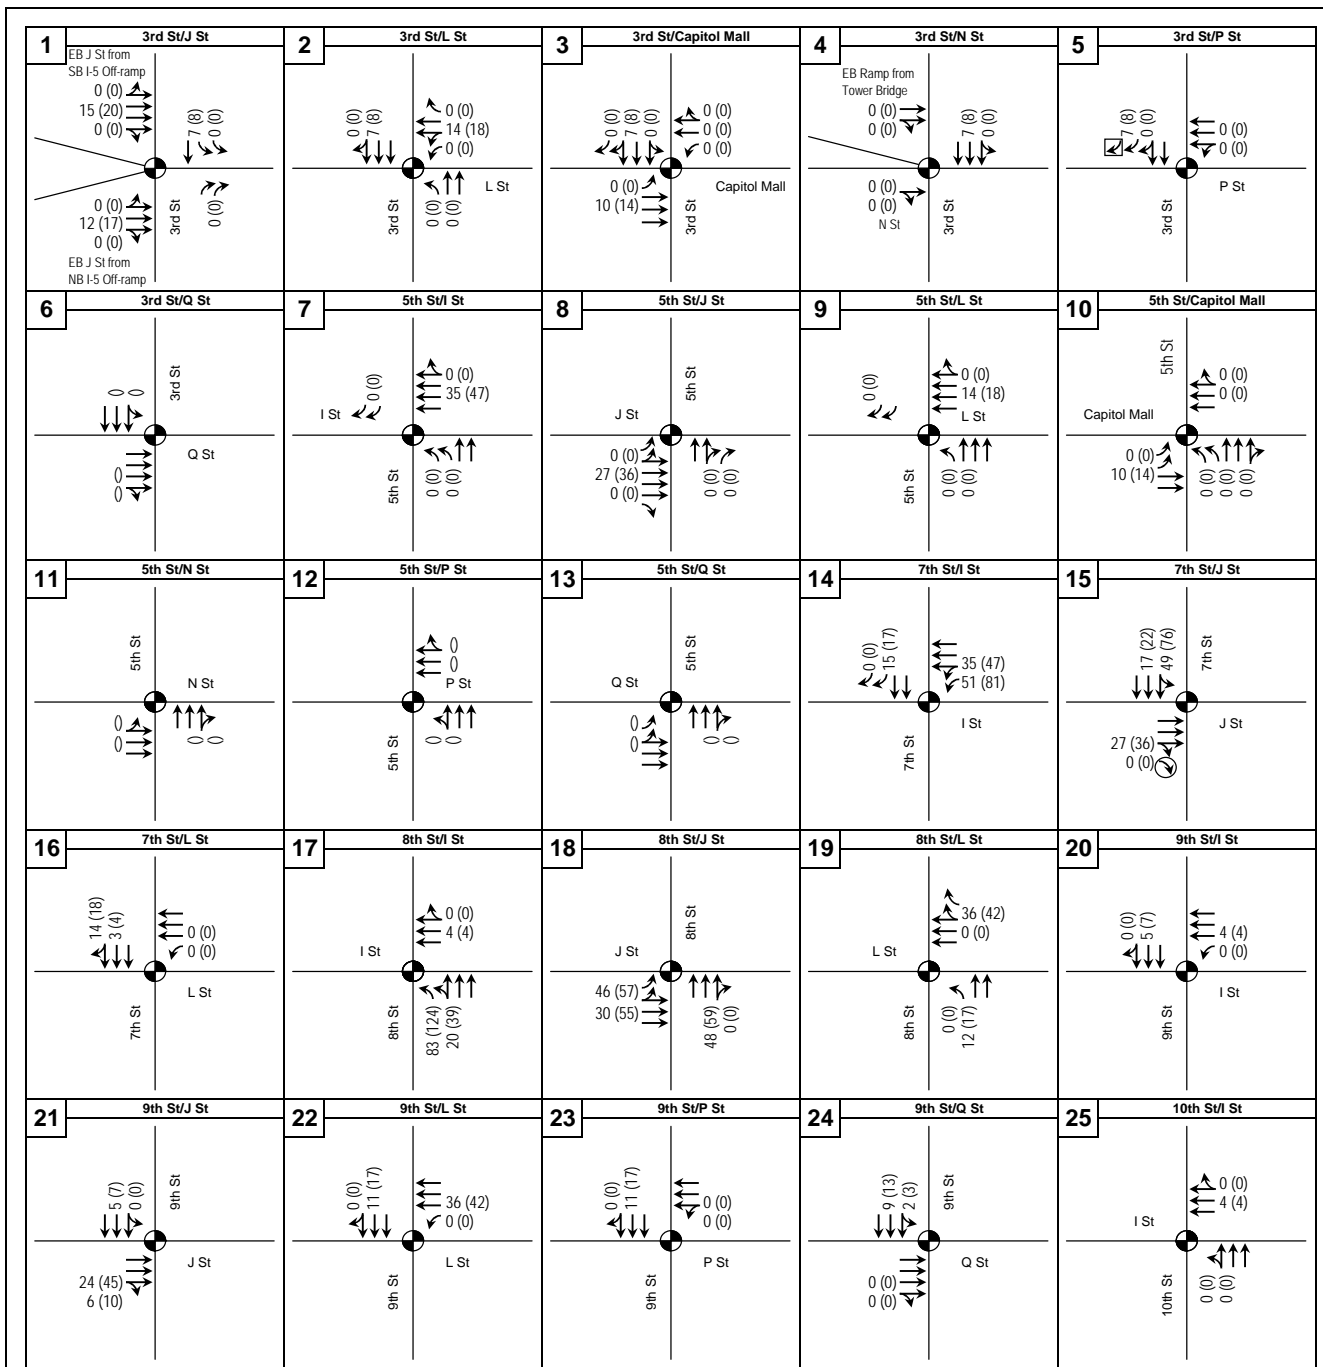 1
3rd St/J St
EB J St from
SB I-5 Off-ramp
0 (0)
15 (20)
0 (0)
7 (8)
0 (0)
0 (0)
12 (17)
0 (0)
0 (0)
3rd St
EB J St from
NB I-5 Off-ramp
2
3rd St/L St
0 (0)
7 (8)
0 (0)
14 (18)
0 (0)
L St
3rd St
0 (0)
0 (0)
3
3rd St/Capitol Mall
0 (0)
7 (8)
0 (0)
0 (0)
0 (0)
0 (0)
0 (0)
10 (14)
Capitol Mall
3rd St
4
3rd St/N St
EB Ramp from
Tower Bridge
0 (0)
0 (0)
7 (8)
0 (0)
0 (0)
0 (0)
N St
3rd St
5
3rd St/P St
7 (8)
0 (0)
0 (0)
0 (0)
P St
3rd St
6
3rd St/Q St
()
()
3rd St
Q St
()
()
7
5th St/I St
0 (0)
0 (0)
35 (47)
I St
5th St
0 (0)
0 (0)
8
5th St/J St
5th St
J St
0 (0)
27 (36)
0 (0)
0 (0)
0 (0)
9
5th St/L St
0 (0)
0 (0)
14 (18)
L St
5th St
0 (0)
0 (0)
10
5th St/Capitol Mall
5th St
0 (0)
0 (0)
Capitol Mall
0 (0)
10 (14)
0 (0)
0 (0)
0 (0)
11
5th St/N St
5th St
N St
()
()
()
()
12
5th St/P St
()
()
P St
5th St
()
()
13
5th St/Q St
5th St
Q St
()
()
()
()
14
7th St/I St
0 (0)
15 (17)
35 (47)
51 (81)
I St
7th St
15
7th St/J St
17 (22)
49 (76)
7th St
J St
27 (36)
0 (0)
16
7th St/L St
14 (18)
3 (4)
0 (0)
0 (0)
L St
7th St
17
8th St/I St
0 (0)
4 (4)
I St
8th St
83 (124)
20 (39)
18
8th St/J St
8th St
J St
46 (57)
30 (55)
48 (59)
0 (0)
19
8th St/L St
36 (42)
0 (0)
L St
8th St
0 (0)
12 (17)
20
9th St/I St
0 (0)
5 (7)
4 (4)
0 (0)
I St
9th St
21
9th St/J St
5 (7)
0 (0)
9th St
J St
24 (45)
6 (10)
22
9th St/L St
0 (0)
11 (17)
36 (42)
0 (0)
L St
9th St
23
9th St/P St
0 (0)
11 (17)
0 (0)
0 (0)
P St
9th St
24
9th St/Q St
9 (13)
2 (3)
9th St
Q St
0 (0)
0 (0)
25
10th St/I St
0 (0)
4 (4)
I St
10th St
0 (0)
0 (0)